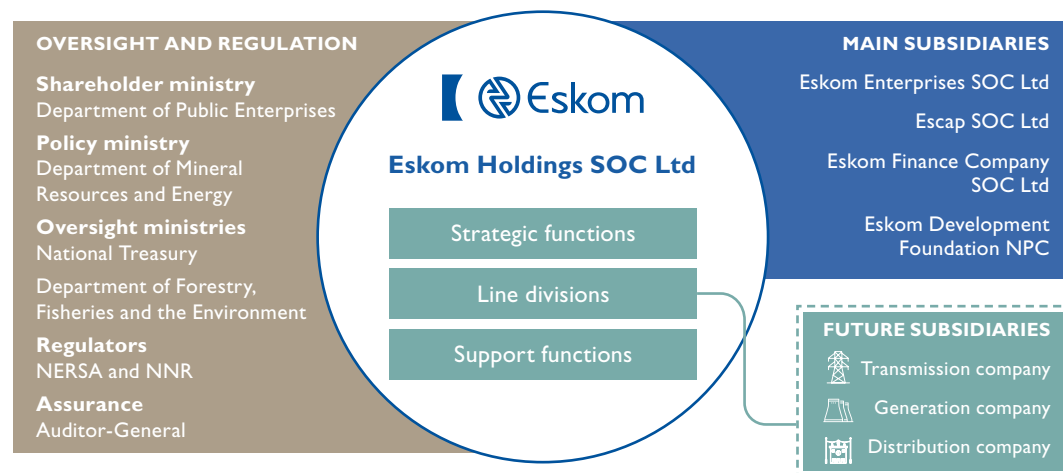 OVERSIGHT AND REGULATION
Shareholder ministry
Department of Public Enterprises
Policy ministry
Department of Mineral
Resources and Energy
Oversight ministries
National Treasury
Department of Forestry,
Fisheries and the Environment
Regulators
NERSA and NNR
Assurance
Auditor-General
Eskom
Eskom Holdings SOC Ltd
Strategic functions
Line divisions
Support functions
MAIN SUBSIDIARIES
Eskom Enterprises SOC Ltd
Escap SOC Ltd
Eskom Finance Company
SOC Ltd
Eskom Development
Foundation NPC
FUTURE SUBSIDIARIES
Transmission company
Generation company
Distribution company